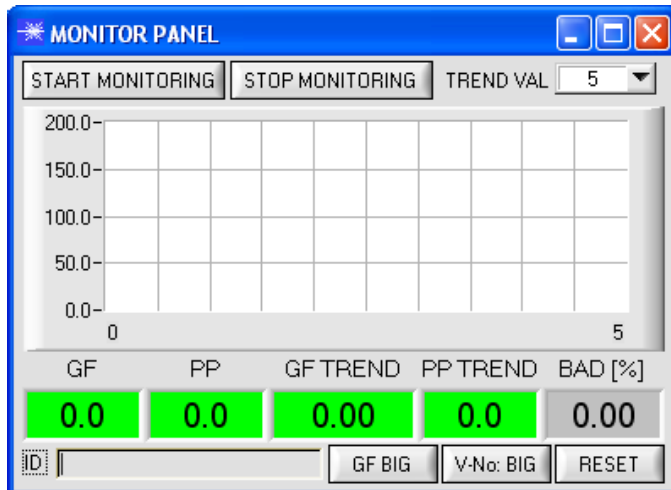 MONITOR PANEL
START MONITORING STOP MONITORING TREND VAL 5
200.0
150.0
100.0
50.0
0.0
0 5
GF PP GF TREND PP TREND BAD [%]
0.0 0.0 0.00 0.0 0.00
ID GF BIG V-No: BIG RESET